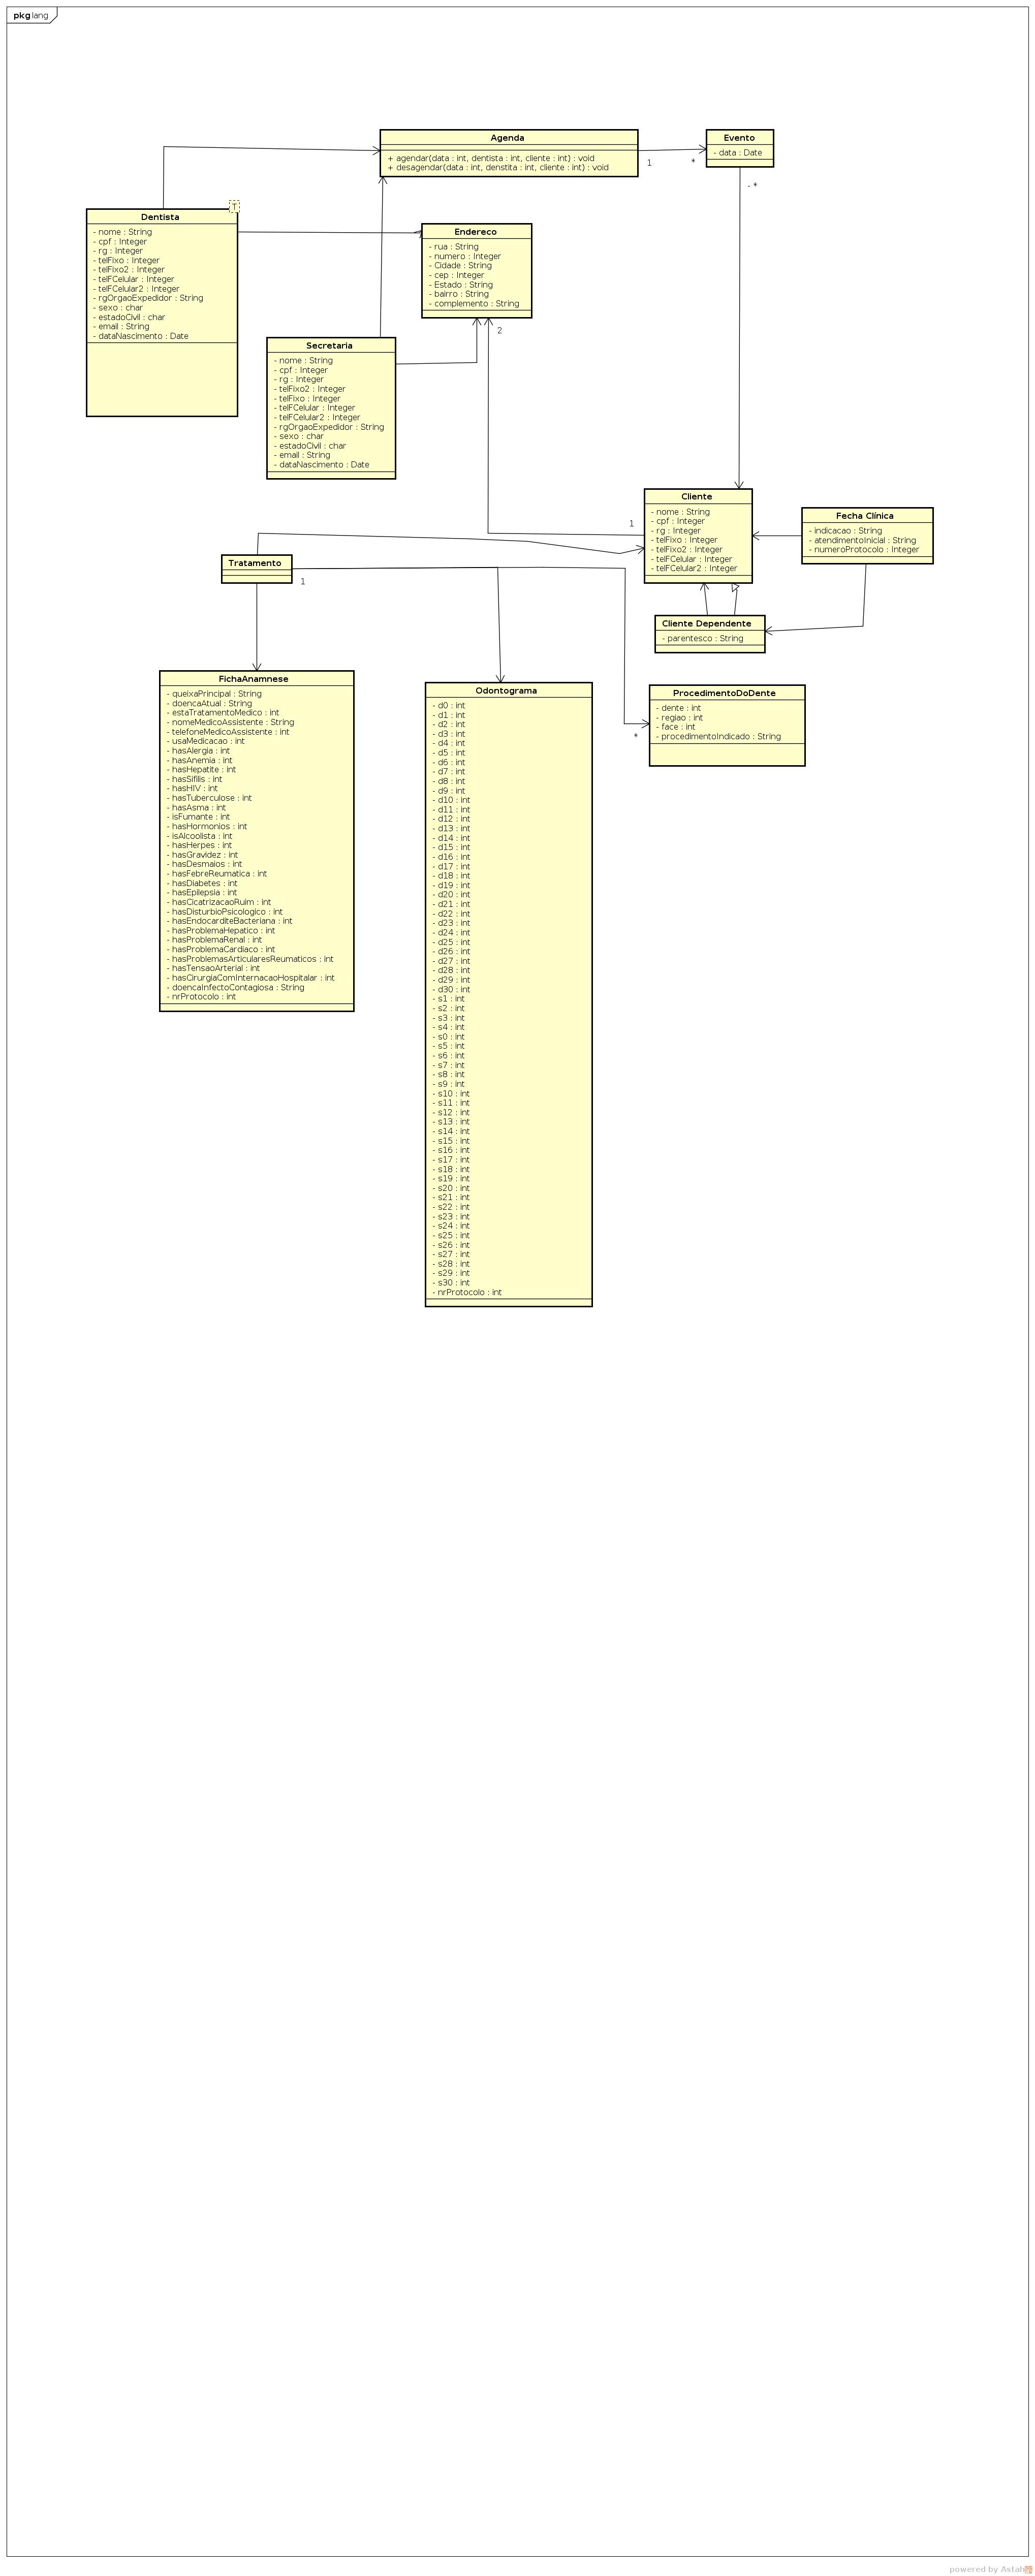 pkg lang
Agenda
+ agendar(data : int, dentista : int, cliente : int) : void
+ desagendar(data : int, denstita : int, cliente : int) : void
1
*
Evento
- data : Date
- *
T
Dentista
- nome : String
- cpf : Integer
- rg : Integer
- telFixo : Integer
- telFixo2 : Integer
- telFCelular : Integer
- telFCelular2 : Integer
- rgOrgaoExpedidor : String
- sexo : char
- estadoCivil : char
- email : String
- dataNascimento : Date
Endereco
- rua : String
- numero : Integer
- Cidade : String
- cep : Integer
- Estado : String
- bairro : String
- complemento : String
2
Secretaria
- nome : String
- cpf : Integer
- rg : Integer
- telFixo2 : Integer
- telFixo : Integer
- telFCelular : Integer
- telFCelular2 : Integer
- rgOrgaoExpedidor : String
- sexo : char
- estadoCivil : char
- email : String
- dataNascimento : Date
1
Cliente
- nome : String
- cpf : Integer
- rg : Integer
- telFixo : Integer
- telFixo2 : Integer
- telFCelular : Integer
- telFCelular2 : Integer
Fecha Clínica
- indicacao : String
- atendimentoInicial : String
- numeroProtocolo : Integer
Tratamento
1
Cliente Dependente
- parentesco : String
FichaAnamnese
- queixaPrincipal : String
- doencaAtual : String
- estaTratamentoMedico : int
- nomeMedicoAssistente : String
- telefoneMedicoAssistente : int
- usaMedicacao : int
- hasAlergia : int
- hasAnemia : int
- hasHepatite : int
- hasSifilis : int
- hasHIV : int
- hasTuberculose : int
- hasAsma : int
- isFumante : int
- hasHormonios : int
- isAlcoolista : int
- hasHerpes : int
- hasGravidez : int
- hasDesmaios : int
- hasFebreReumatica : int
- hasDiabetes : int
- hasEpilepsia : int
- hasCicatrizacaoRuim : int
- hasDisturbioPsicologico : int
- hasEndocarditeBacteriana : int
- hasProblemaHepatico : int
- hasProblemaRenal : int
- hasProblemaCardiaco : int
- hasProblemasArticularesReumaticos : int
- hasTensaoArterial : int
- hasCirurgiaComInternacaoHospitalar : int
- doencaInfectoContagiosa : String
- nrProtocolo : int
Odontograma
- d0 : int
- d1 : int
- d2 : int
- d3 : int
- d4 : int
- d5 : int
- d6 : int
- d7 : int
- d8 : int
- d9 : int
- d10 : int
- d11 : int
- d12 : int
- d13 : int
- d14 : int
- d15 : int
- d16 : int
- d17 : int
- d18 : int
- d19 : int
- d20 : int
- d21 : int
- d22 : int
- d23 : int
- d24 : int
- d25 : int
- d26 : int
- d27 : int
- d28 : int
- d29 : int
- d30 : int
- s1 : int
- s2 : int
- s3 : int
- s4 : int
- s0 : int
- s5 : int
- s6 : int
- s7 : int
- s8 : int
- s9 : int
- s10 : int
- s11 : int
- s12 : int
- s13 : int
- s14 : int
- s15 : int
- s16 : int
- s17 : int
- s18 : int
- s19 : int
- s20 : int
- s21 : int
- s22 : int
- s23 : int
- s24 : int
- s25 : int
- s26 : int
- s27 : int
- s28 : int
- s29 : int
- s30 : int
- nrProtocolo : int
*
ProcedimentoDoDente
- dente : int
- regiao : int
- face : int
- procedimentoIndicado : String
powered by Astah